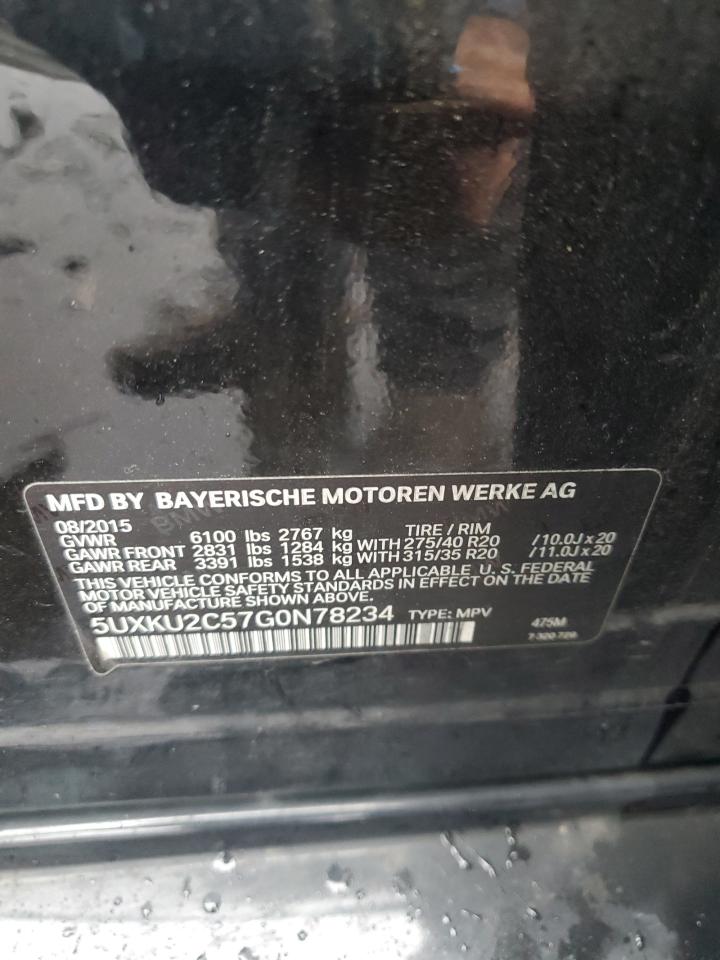 MFD BY BAYERISCHE MOTOREN WERKE AG
08/2015 TIRE / RIM
GVWR 6100 lbs 2767 kg
GAWR FRONT 2831 lbs 1284 kg WITH 275/40 R20 /10.0J x 20
GAWR REAR 3391 lbs 1538 kg WITH 315/35 R20 /11.0J x 20
THIS VEHICLE CONFORMS TO ALL APPLICABLE U. S. FEDERAL
MOTOR VEHICLE SAFETY STANDARDS IN EFFECT ON THE DATE
OF MANUFACTURE SHOWN ABOVE.
5UXKU2C57G0N78234 TYPE: MPV 475M
7-320-729